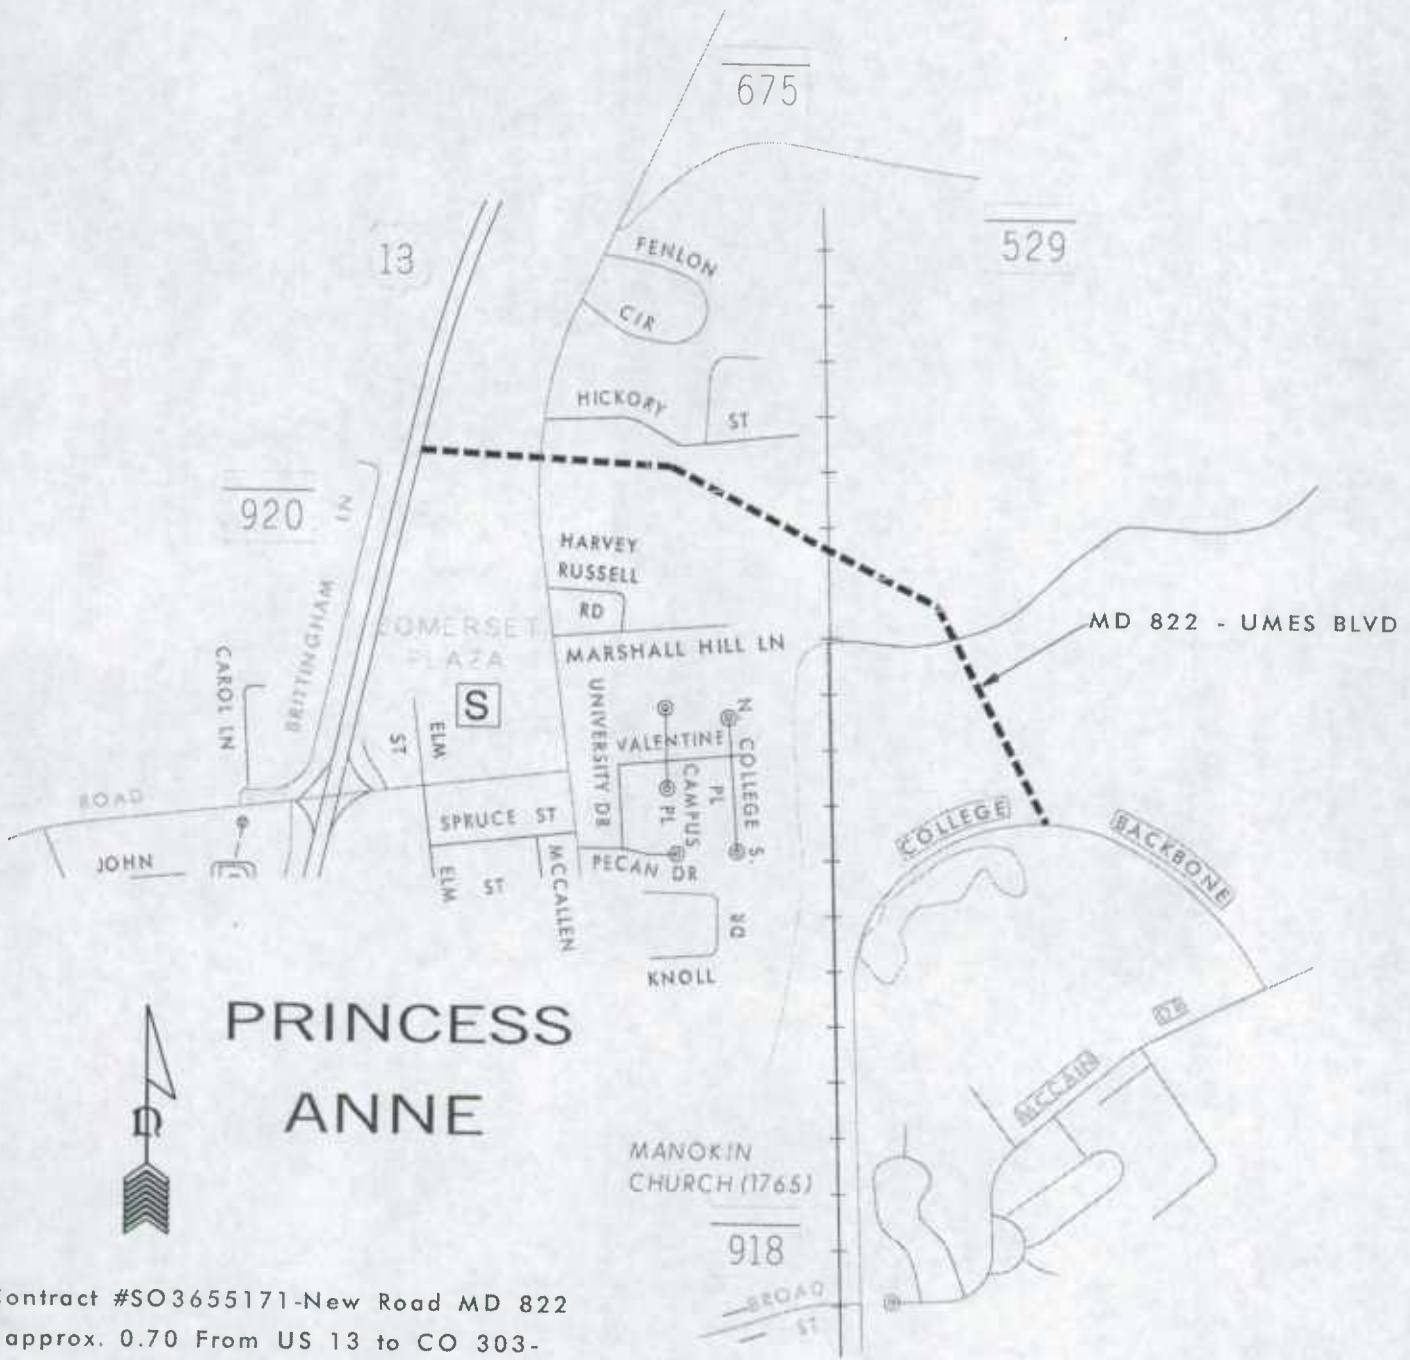 675
13
529
FENLON
CIR
HICKORY
ST
920
LN
BRITTINGHAM
HARVEY
RUSSELL
RD
SOMERSET
PLAZA
S
MARSHALL HILL LN
MD 822 - UMES BLVD
CAROL LN
ELM
ST
UNIVERSITY DR
VALENTINE
PL
CAMPUS
PL
N COLLEGE S.
ROAD
JOHN
SPRUCE ST
ELM
ST
MCCALLEN
PECAN DR
DR
KNOLL
COLLEGE
BACKBONE
MCCAIN
DR
PRINCESS
ANNE
n
MANOKIN
CHURCH (1765)
918
BROAD
ST
Contract #SO3655171-New Road MD 822
approx. 0.70 From US 13 to CO 303-